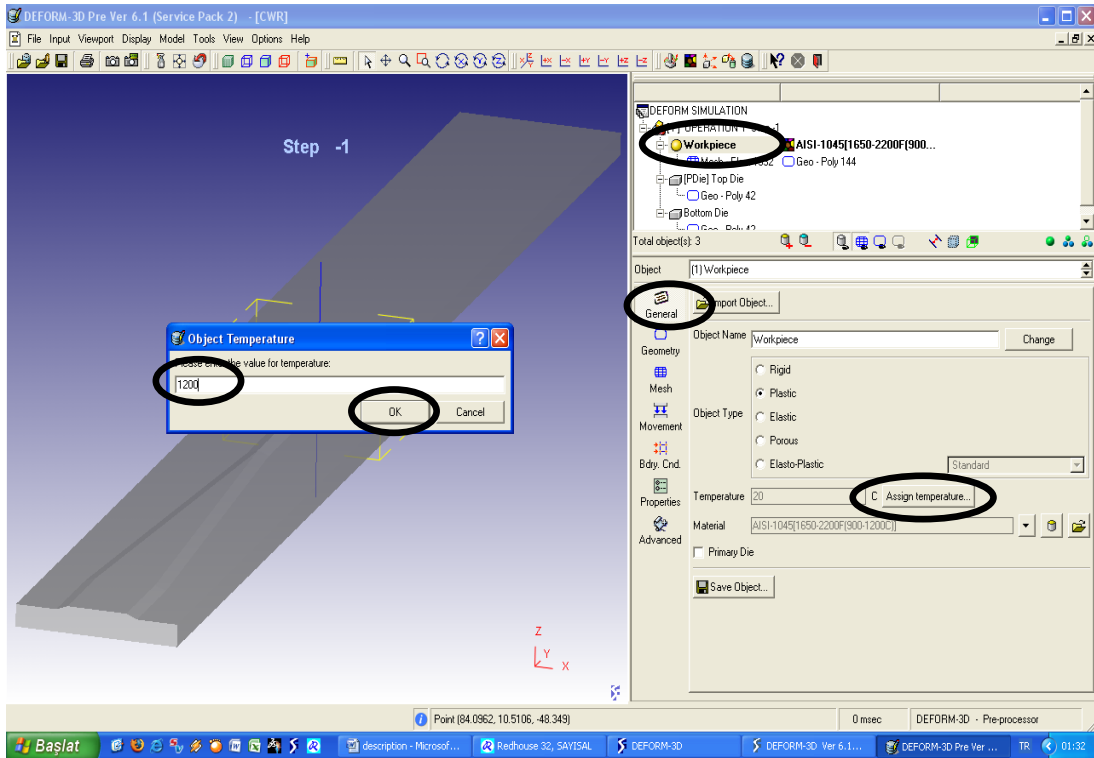 DEFORM-3D Pre Ver 6.1 (Service Pack 2) - [CWR]
File Input Viewport Display Model Tools View Options Help
Step -1
DEFORM SIMULATION
OPERATION 1
Workpiece AISI-1045[1650-2200F(900...
Geo - Poly 144
[PDie] Top Die
Geo - Poly 42
Bottom Die
Geo - Poly 42
Total object(s): 3
Object (1) Workpiece
General
Import Object...
Geometry
Mesh
Movement
Bdry. Cnd.
Properties
Advanced
Object Name Workpiece Change
Object Type
Rigid
Plastic
Elastic
Porous
Elasto-Plastic Standard
Temperature 20 C Assign temperature...
Material AISI-1045[1650-2200F(900-1200C)]
Primary Die
Save Object...
Object Temperature
Please enter the value for temperature:
1200
OK Cancel
Z
Y
X
Point (84.0962, 10.5106, -48.349) 0 msec DEFORM-3D - Pre-processor
Başlat description - Microsof... Redhouse 32, SAYISAL DEFORM-3D DEFORM-3D Ver 6.1... DEFORM-3D Pre Ver ... TR 01:32